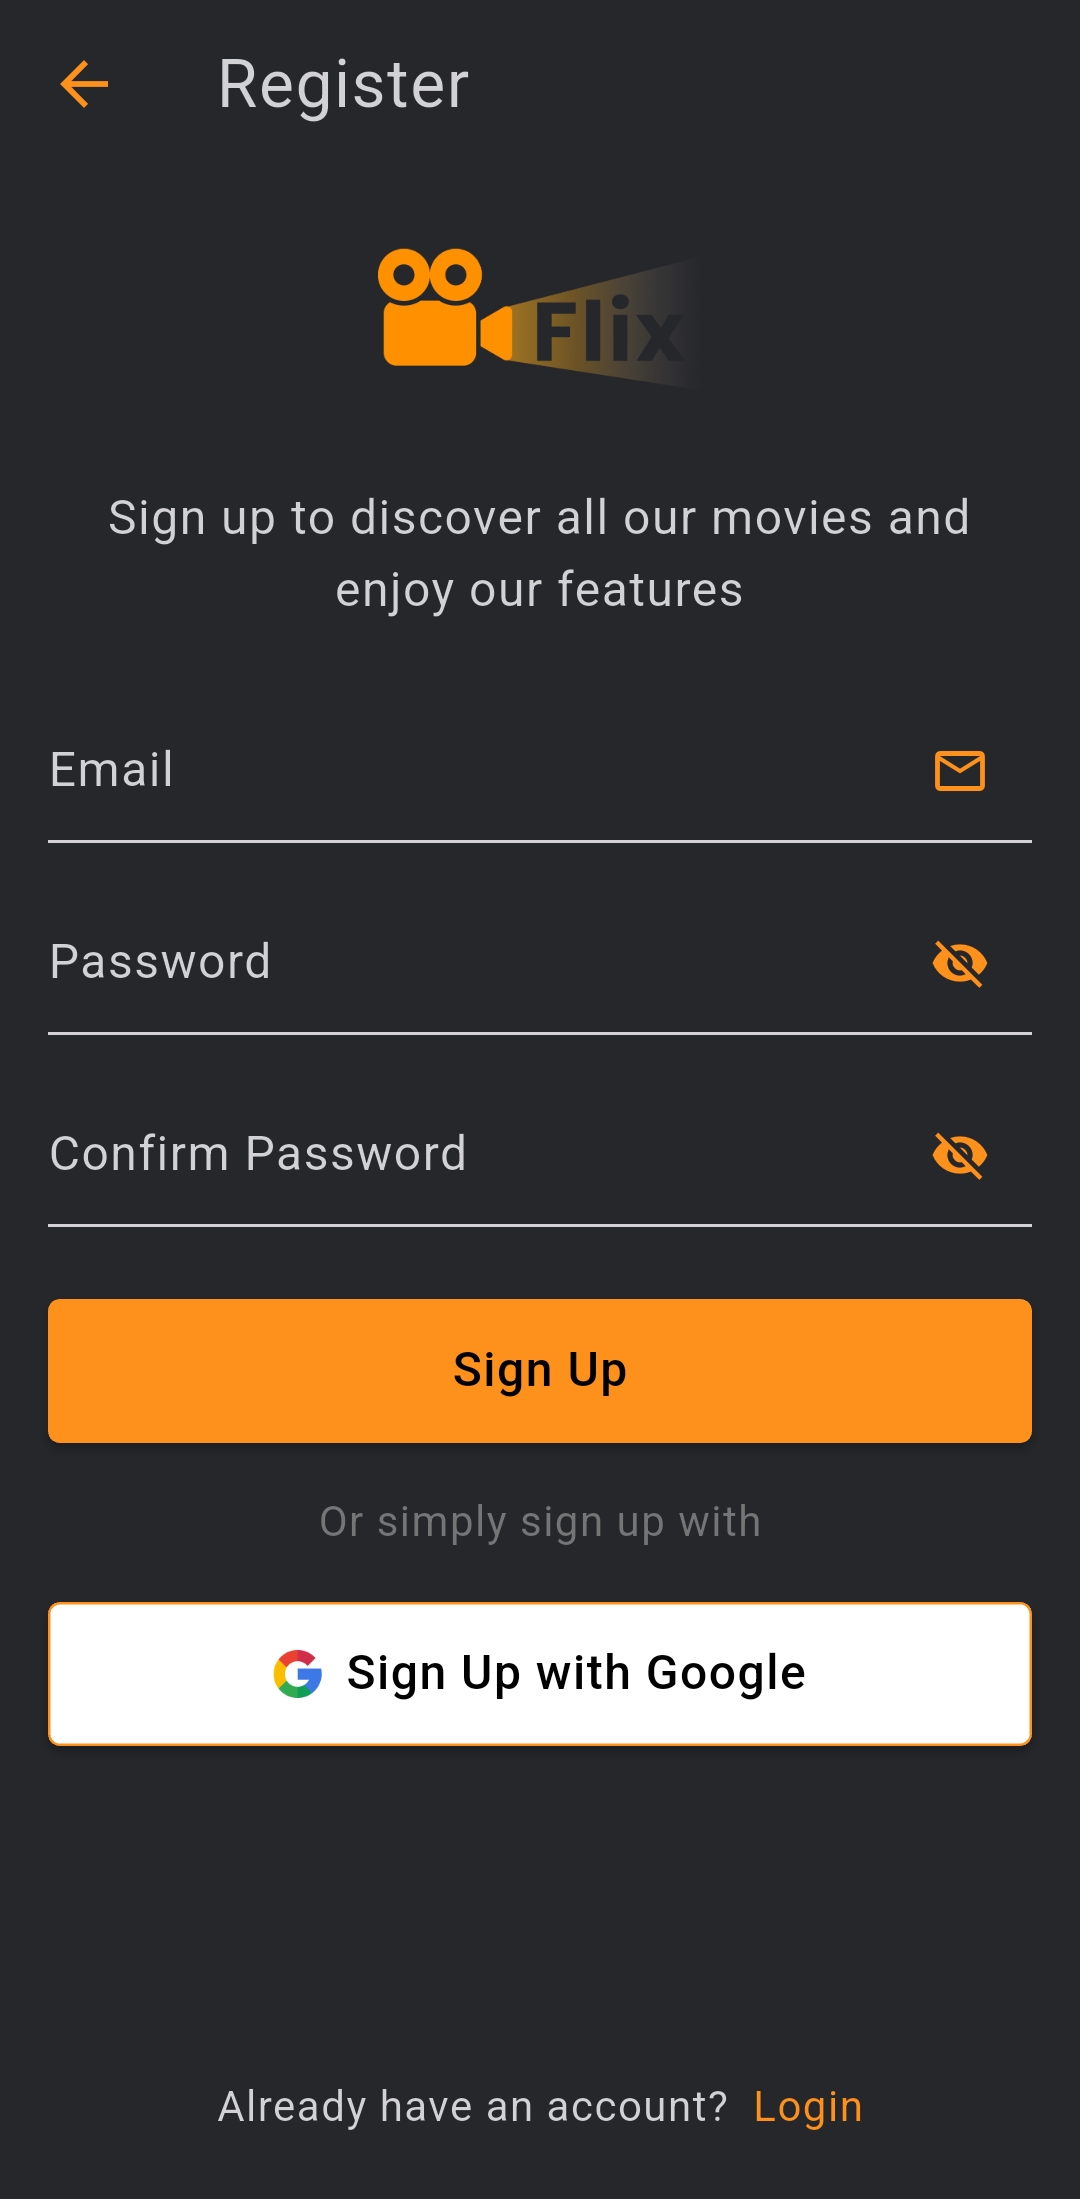 Register
Flix
Sign up to discover all our movies and
enjoy our features
Email
Password
Confirm Password
Sign Up
Or simply sign up with
Sign Up with Google
Already have an account? Login